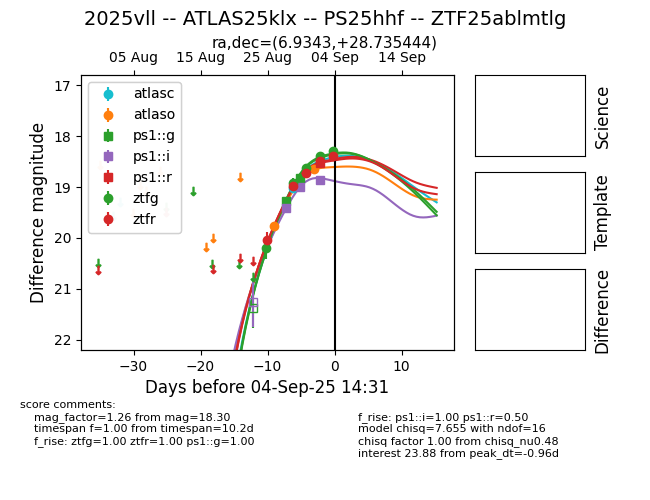 2025vll -- ATLAS25klx -- PS25hhf -- ZTF25ablmtlg
ra,dec=(6.9343,+28.735444)
05 Aug 15 Aug 25 Aug 04 Sep 14 Sep
17
18
19
20
21
22
Difference magnitude
atlasc
atlaso
ps1::g
ps1::i
ps1::r
ztfg
ztfr
−30 −20 −10 0 10
Days before 04-Sep-25 14:31
Science
Template
Difference
score comments:
mag_factor=1.26 from mag=18.30
timespan f=1.00 from timespan=10.2d
f_rise: ztfg=1.00 ztfr=1.00 ps1::g=1.00
f_rise: ps1::i=1.00 ps1::r=0.50
model chisq=7.655 with ndof=16
chisq factor 1.00 from chisq_nu0.48
interest 23.88 from peak_dt=-0.96d